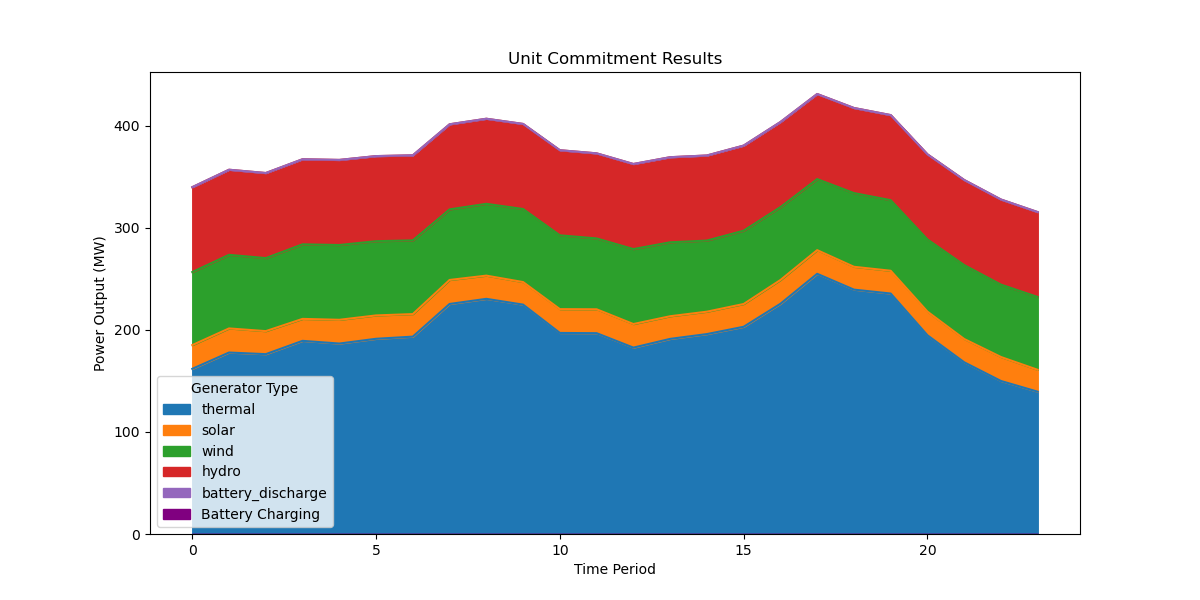 Unit Commitment Results
Power Output (MW)
400
300
200
100
0
Generator Type
thermal
solar
wind
hydro
battery_discharge
Battery Charging
0 5 10 15 20
Time Period